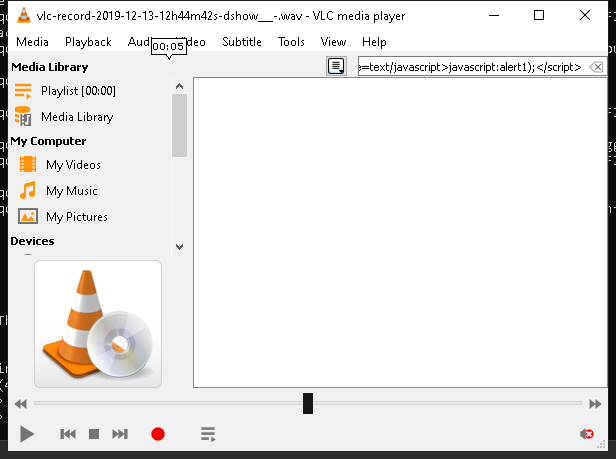 vlc-record-2019-12-13-12h44m42s-dshow___-.wav - VLC media player
Media Playback Subtitle Tools View Help
00:05
Media Library
=text/javascript>javascript:alert1);</script>
Playlist [00:00]
Media Library
My Computer
My Videos
My Music
My Pictures
Devices